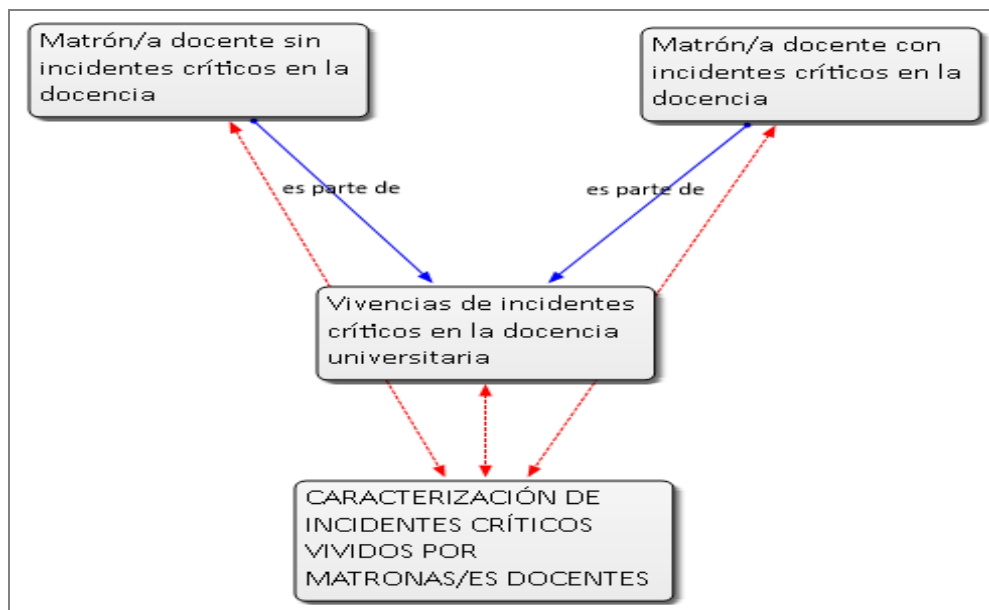 Matrón/a docente sin
incidentes críticos en la
docencia
Matrón/a docente con
incidentes críticos en la
docencia
es parte de
es parte de
Vivencias de incidentes
críticos en la docencia
universitaria
CARACTERIZACIÓN DE
INCIDENTES CRÍTICOS
VIVIDOS POR
MATRONAS/ES DOCENTES